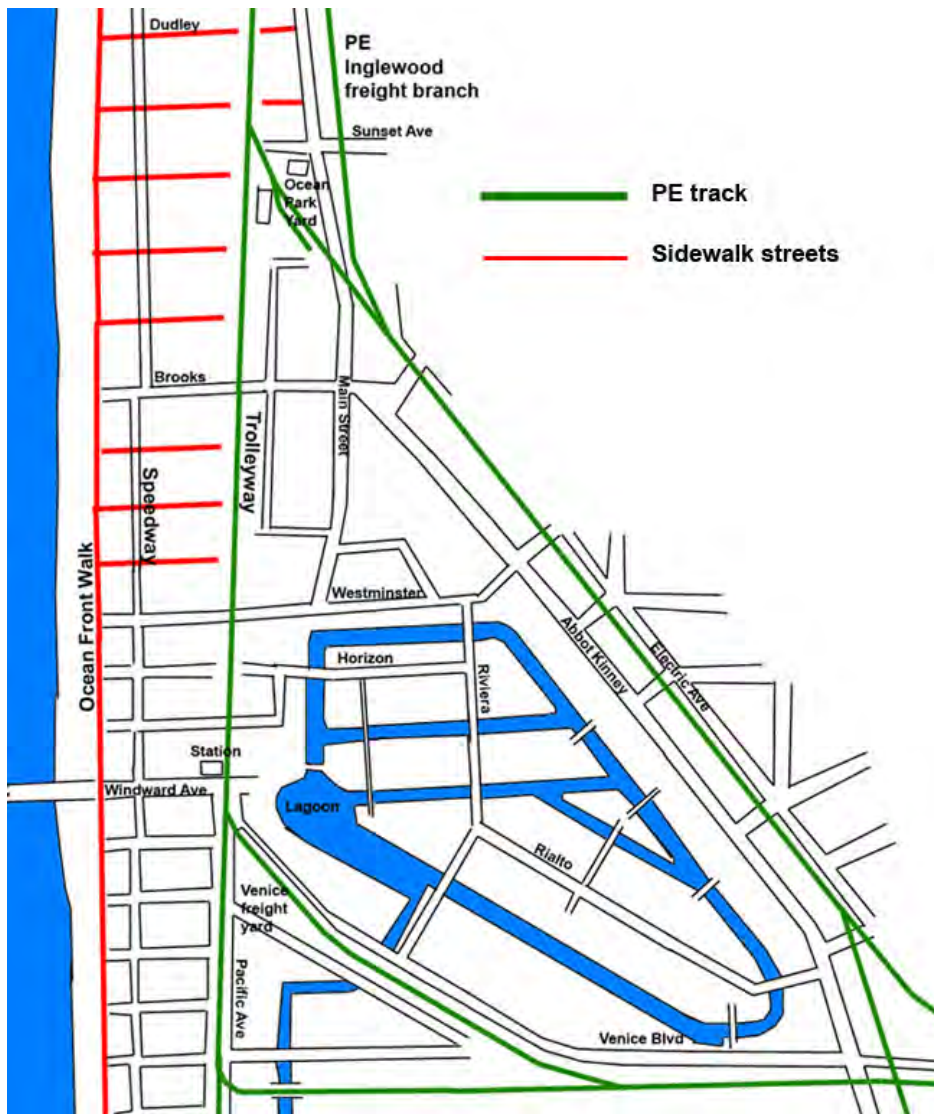 Dudley
PE
Inglewood
freight branch
Sunset Ave
Ocean
Park
Yard
PE track
Sidewalk streets
Brooks
Main Street
Trolleyway
Speedway
Ocean Front Walk
Westminster
Abbot Kinney
Electric Ave
Horizon
Riviera
Station
Windward Ave
Lagoon
Rialto
Venice
freight
yard
Pacific Ave
Venice Blvd